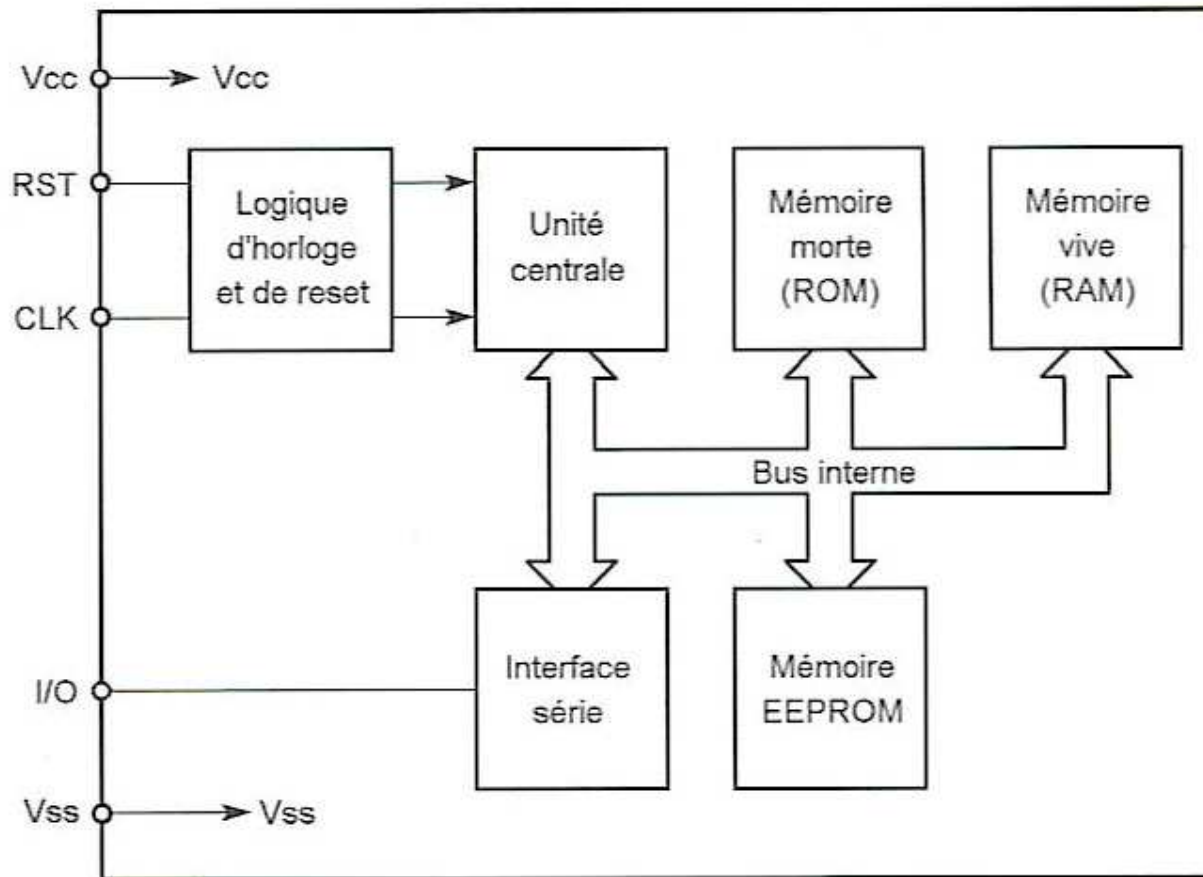 Vcc
Vcc
RST
Logique
d'horloge
et de reset
Unité
centrale
Mémoire
morte
(ROM)
Mémoire
vive
(RAM)
CLK
Bus interne
I/O
Interface
série
Mémoire
EEPROM
Vss
Vss